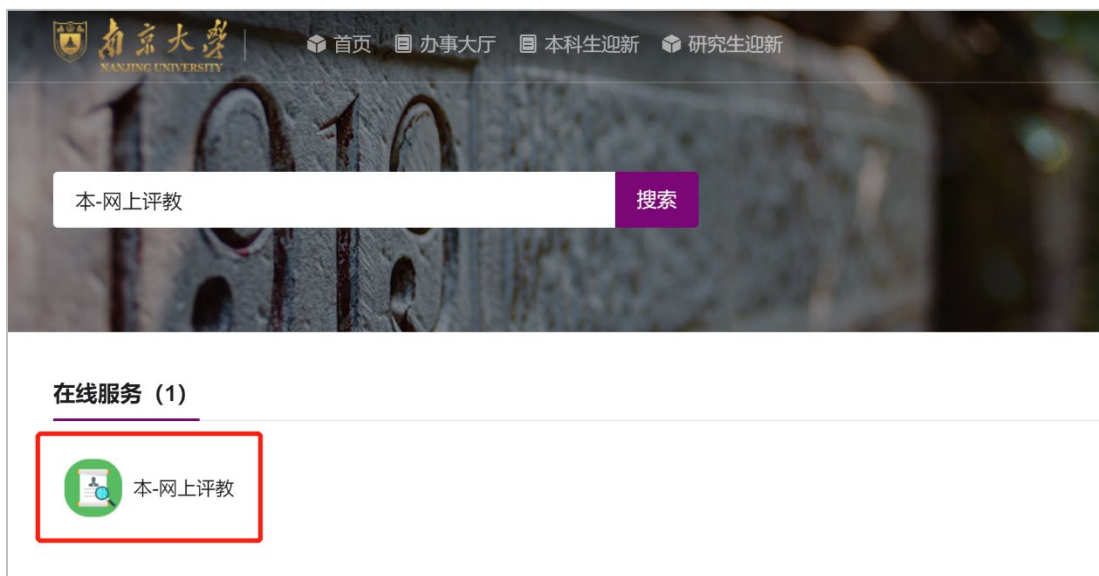 南京大學
NANJING UNIVERSITY
首页 办事大厅 本科生迎新 研究生迎新
1919
本-网上评教 搜索
在线服务（1）
本-网上评教